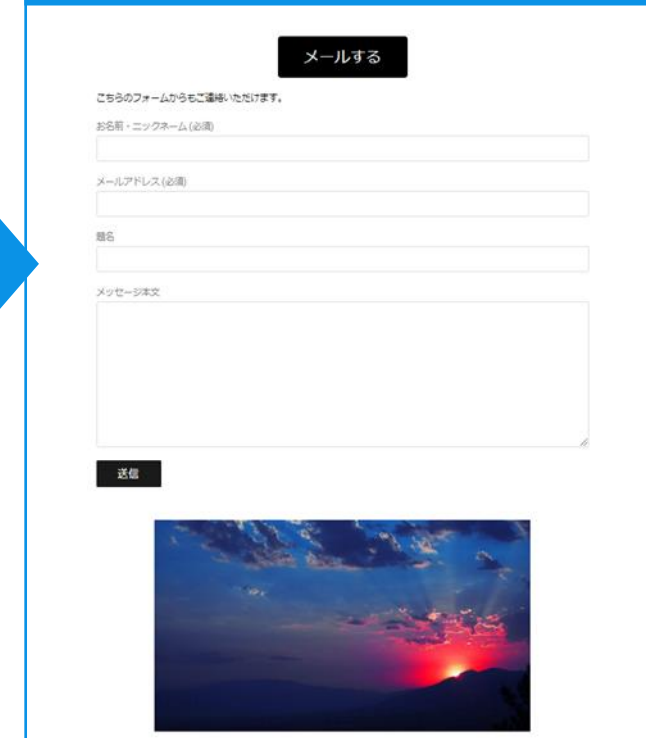 メールする
こちらのフォームからもご連絡いただけます。
お名前・ニックネーム (必須)
メールアドレス (必須)
題名
メッセージ本文
送信